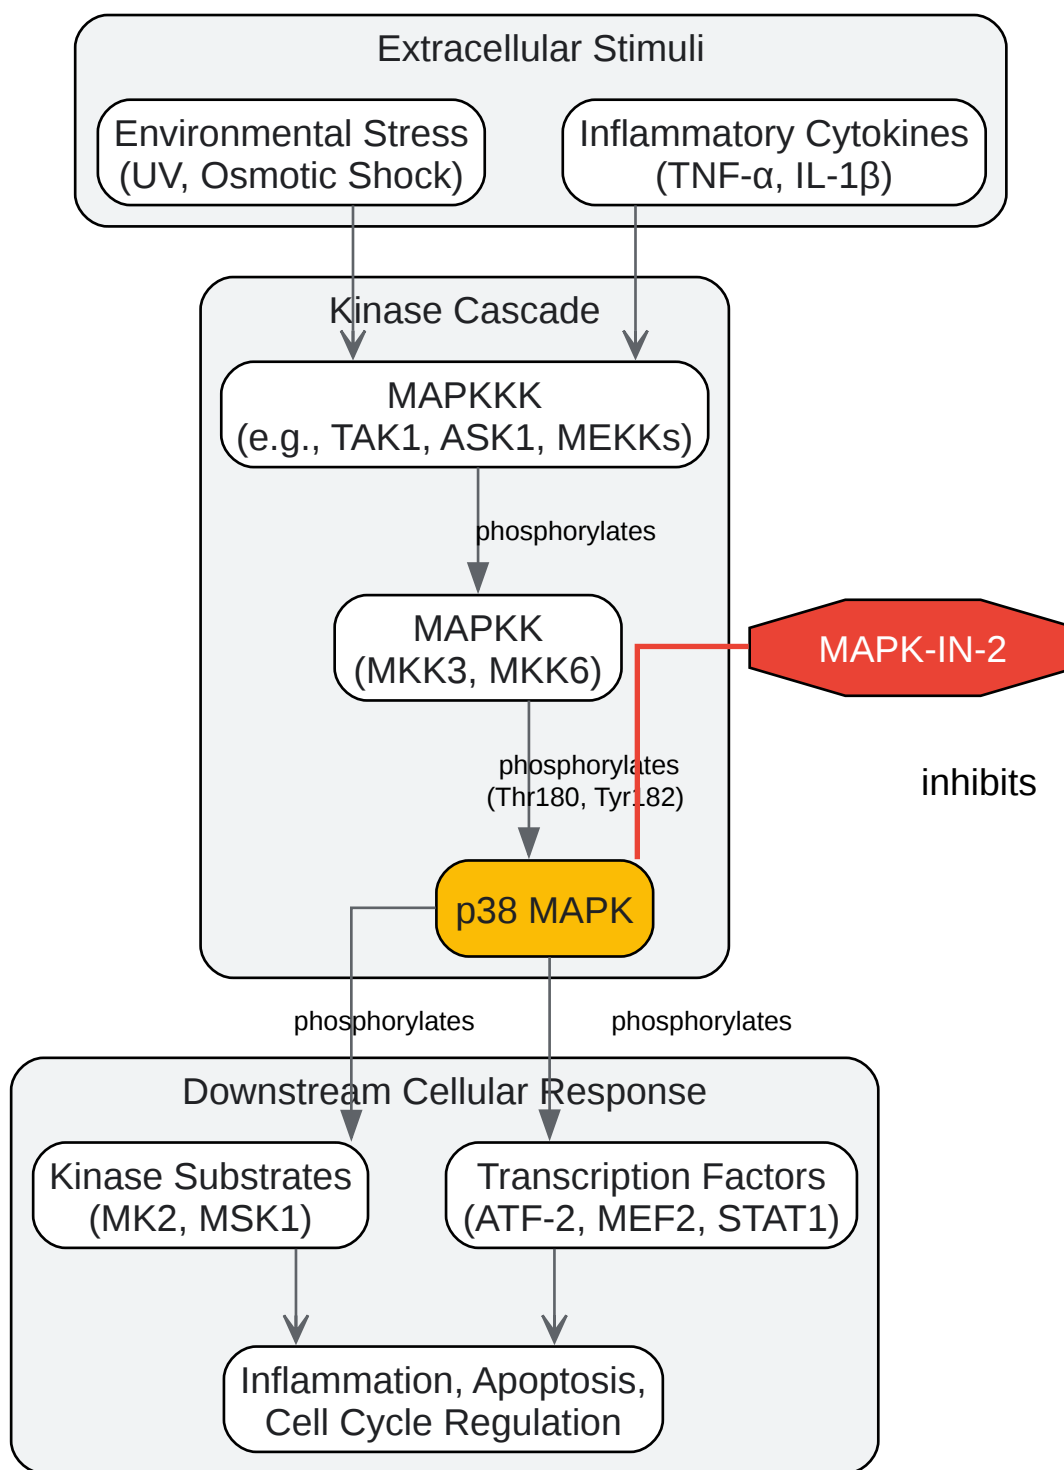 Extracellular Stimuli
Environmental Stress
(UV, Osmotic Shock)
Inflammatory Cytokines
(TNF-α, IL-1β)
Kinase Cascade
MAPKKK
(e.g., TAK1, ASK1, MEKKs)
phosphorylates
MAPKK
(MKK3, MKK6)
MAPK-IN-2
phosphorylates
(Thr180, Tyr182)
inhibits
p38 MAPK
phosphorylates
phosphorylates
Downstream Cellular Response
Kinase Substrates
(MK2, MSK1)
Transcription Factors
(ATF-2, MEF2, STAT1)
Inflammation, Apoptosis,
Cell Cycle Regulation